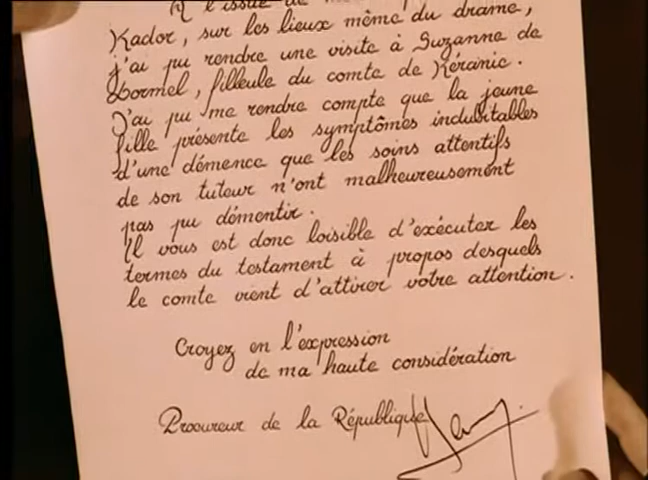 A l'issue de
Kador, sur les lieux même du drame,
j'ai pu rendre une visite à Suzanne de
Lormel, filleule du comte de Kéranic.
J'ai pu me rendre compte que la jeune
fille présente les symptômes indubitables
d'une démence que les soins attentifs
de son tuteur n'ont malheureusement
pas pu démentir.
Il vous est donc loisible d'exécuter les
termes du testament à propos desquels
le comte vient d'attirer votre attention.
Croyez en l'expression
de ma haute considération
Procureur de la République